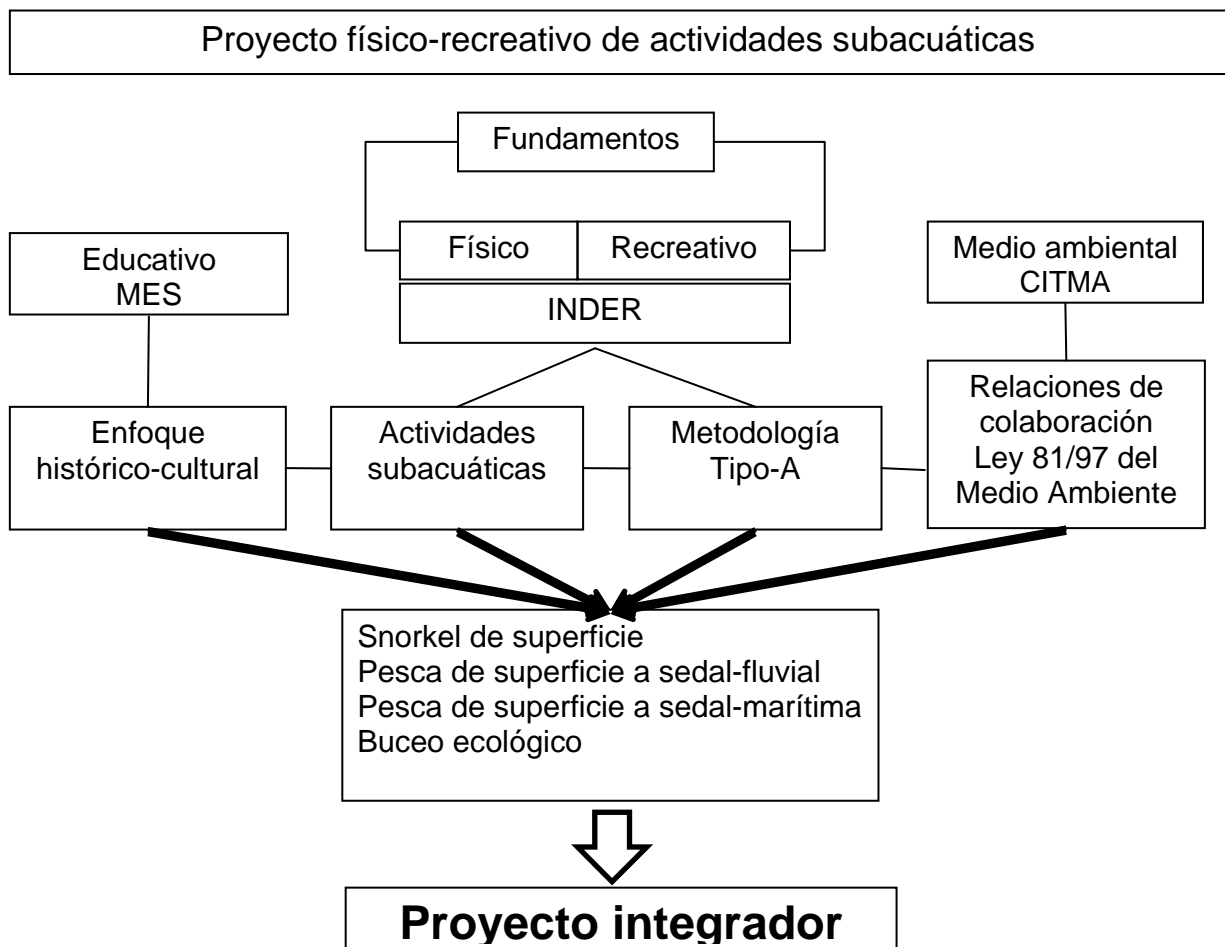 Proyecto físico-recreativo de actividades subacuáticas
Fundamentos
Físico
Recreativo
INDER
Educativo
MES
Medio ambiental
CITMA
Enfoque
histórico-cultural
Actividades
subacuáticas
Metodología
Tipo-A
Relaciones de
colaboración
Ley 81/97 del
Medio Ambiente
Snorkel de superficie
Pesca de superficie a sedal-fluvial
Pesca de superficie a sedal-marítima
Buceo ecológico
Proyecto integrador